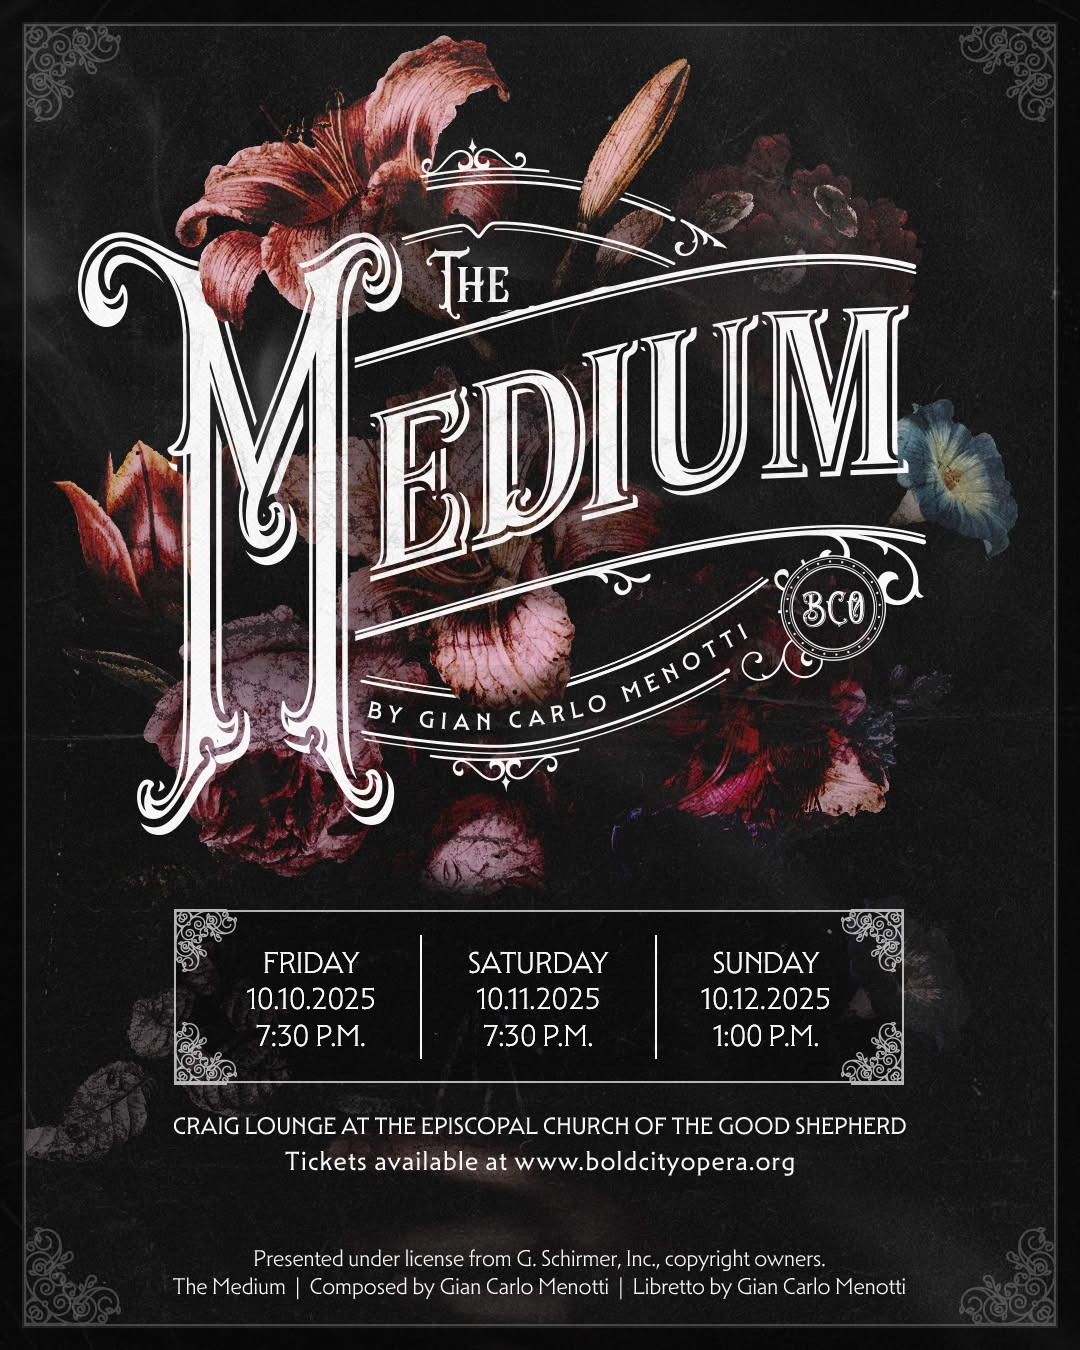 THE
MEDIUM
BY GIAN CARLO MENOTTI
BCO
FRIDAY
10.10.2025
7:30 P.M.
SATURDAY
10.11.2025
7:30 P.M.
SUNDAY
10.12.2025
1:00 P.M.
CRAIG LOUNGE AT THE EPISCOPAL CHURCH OF THE GOOD SHEPHERD
Tickets available at www.boldcityopera.org
Presented under license from G. Schirmer, Inc., copyright owners.
The Medium | Composed by Gian Carlo Menotti | Libretto by Gian Carlo Menotti